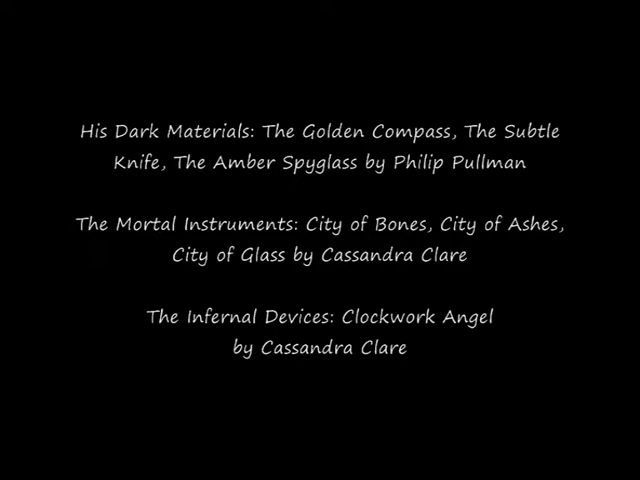 His Dark Materials: The Golden Compass, The Subtle
Knife, The Amber Spyglass by Philip Pullman
The Mortal Instruments: City of Bones, City of Ashes,
City of Glass by Cassandra Clare
The Infernal Devices: Clockwork Angel
by Cassandra Clare